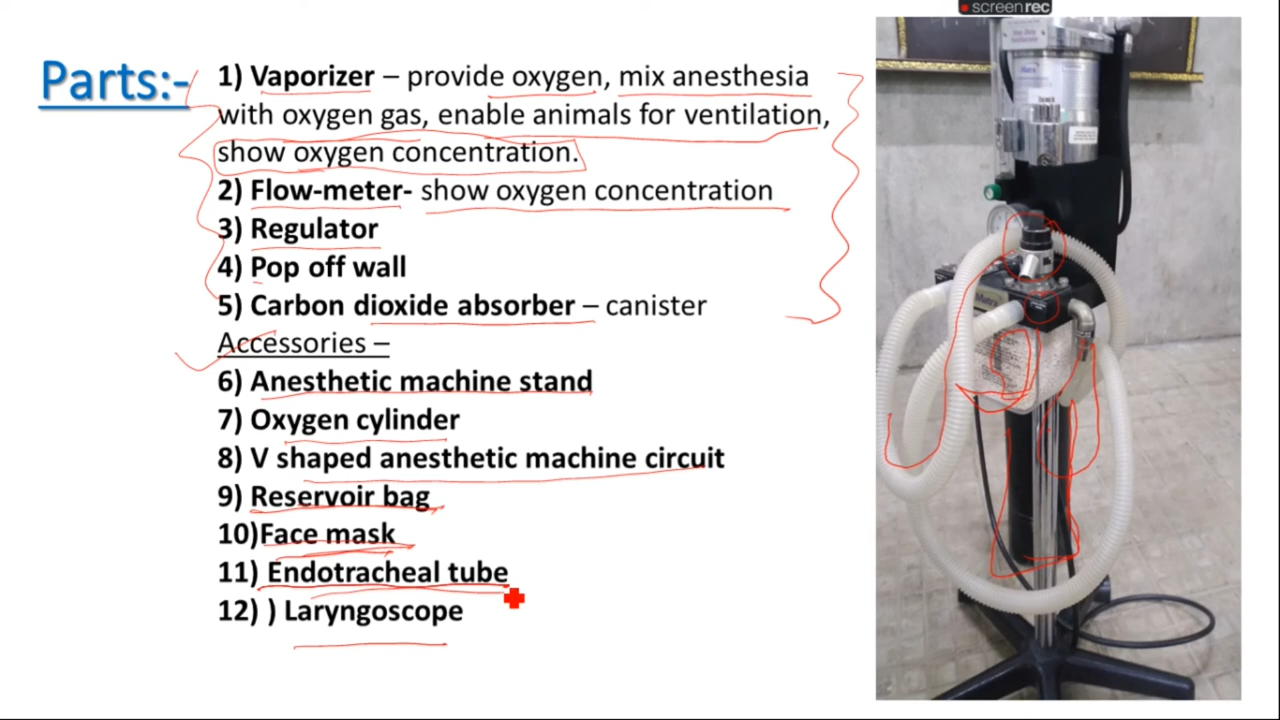 screenrec
Parts:-
1) Vaporizer – provide oxygen, mix anesthesia
with oxygen gas, enable animals for ventilation,
show oxygen concentration.
2) Flow-meter- show oxygen concentration
3) Regulator
4) Pop off wall
5) Carbon dioxide absorber – canister
Accessories –
6) Anesthetic machine stand
7) Oxygen cylinder
8) V shaped anesthetic machine circuit
9) Reservoir bag
10)Face mask
11) Endotracheal tube
12) ) Laryngoscope